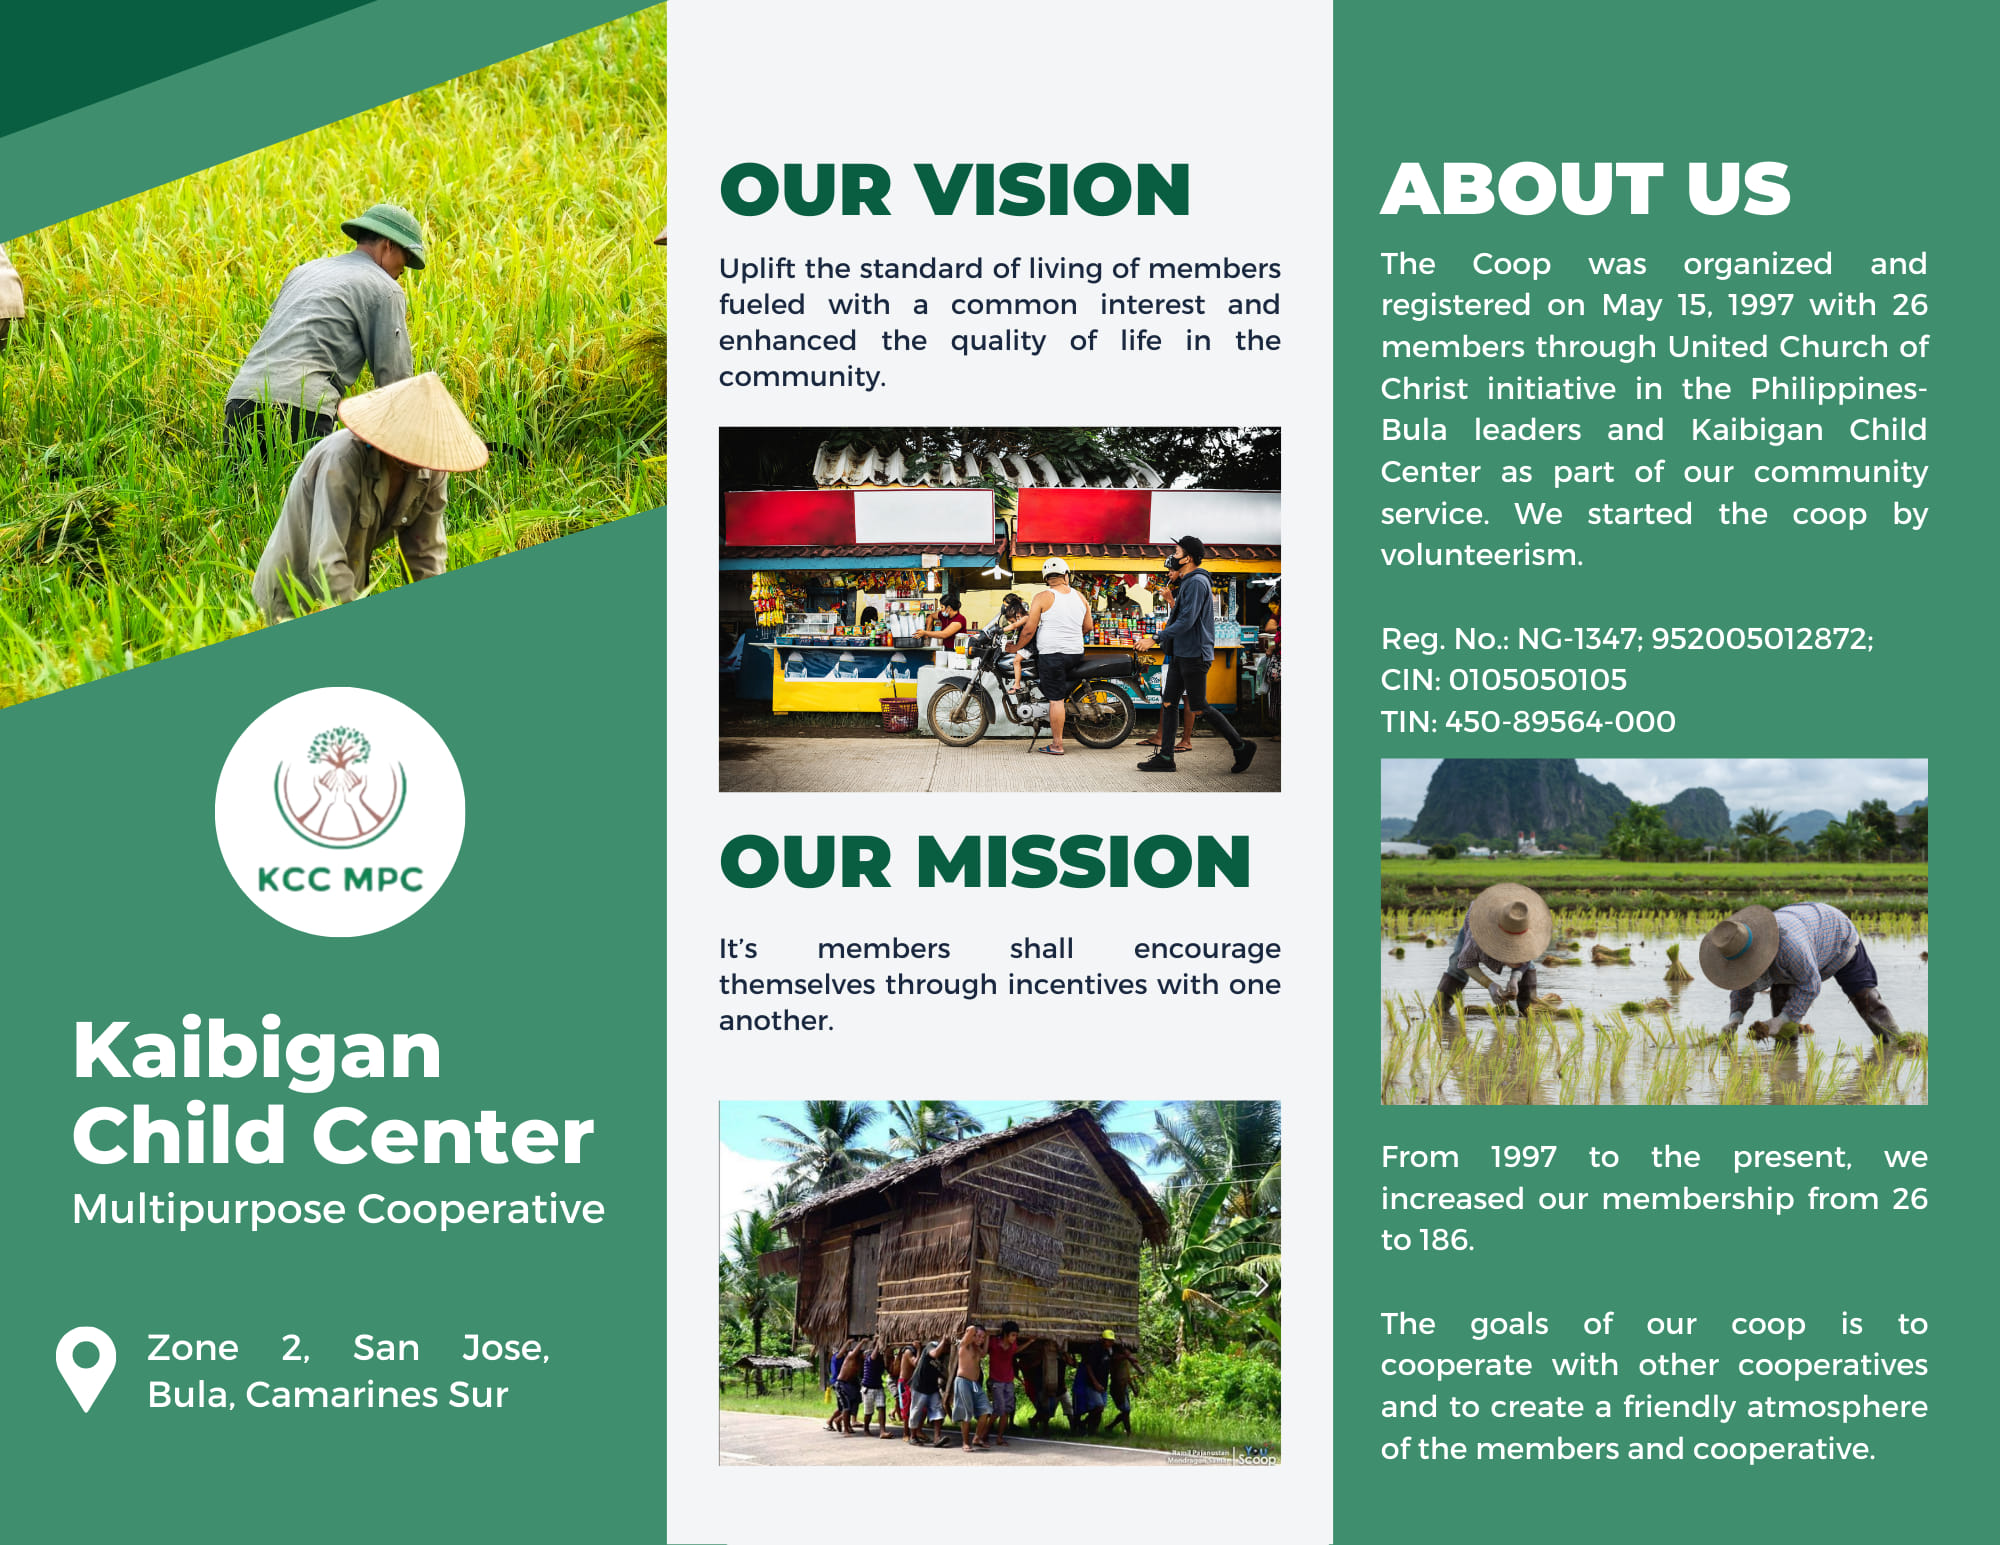 KCC MPC
Kaibigan
Child Center
Multipurpose Cooperative
Zone 2, San Jose,
Bula, Camarines Sur
OUR VISION
Uplift the standard of living of members
fueled with a common interest and
enhanced the quality of life in the
community.
OUR MISSION
It’s members shall encourage
themselves through incentives with one
another.
You
Scoop
ABOUT US
The Coop was organized and
registered on May 15, 1997 with 26
members through United Church of
Christ initiative in the Philippines-
Bula leaders and Kaibigan Child
Center as part of our community
service. We started the coop by
volunteerism.
Reg. No.: NG-1347; 952005012872;
CIN: 0105050105
TIN: 450-89564-000
From 1997 to the present, we
increased our membership from 26
to 186.
The goals of our coop is to
cooperate with other cooperatives
and to create a friendly atmosphere
of the members and cooperative.